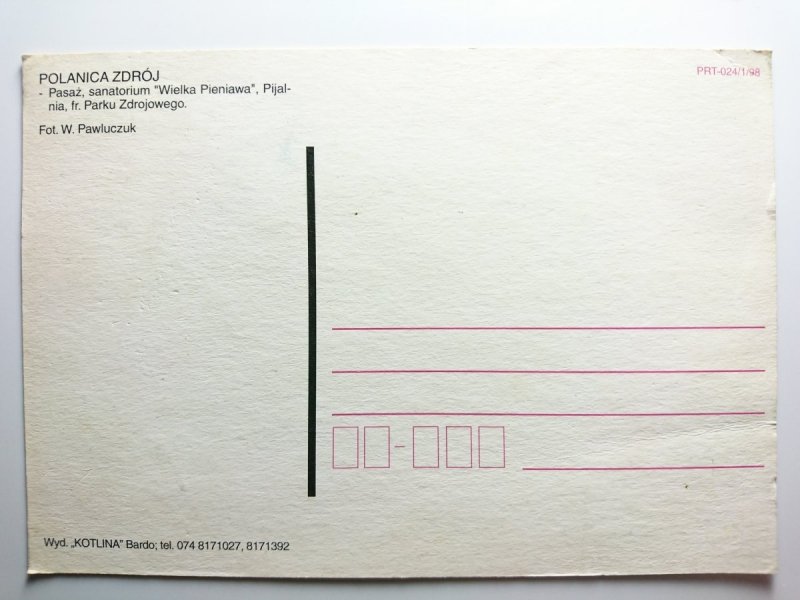 POLANICA ZDRÓJ
- Pasaż, sanatorium "Wielka Pieniawa", Pijal-
nia, fr. Parku Zdrojowego.
Fot. W. Pawluczuk
PRT-024/1/98
Wyd. „KOTLINA” Bardo; tel. 074 8171027, 8171392